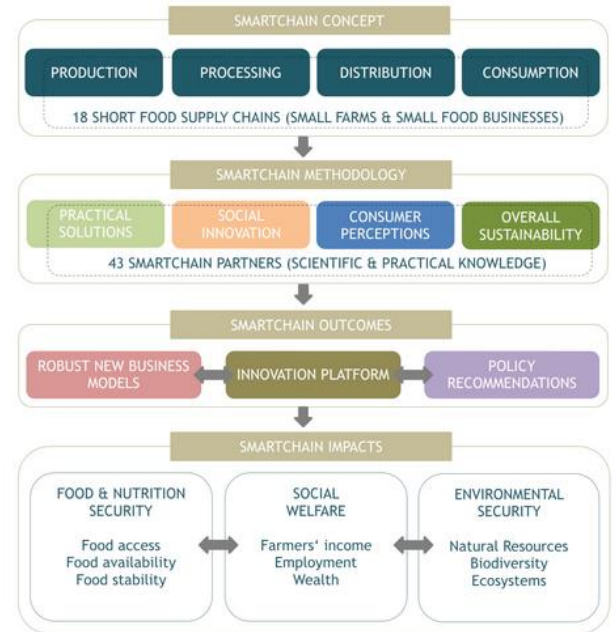 SMARTCHAIN CONCEPT
PRODUCTION
PROCESSING
DISTRIBUTION
CONSUMPTION
18 SHORT FOOD SUPPLY CHAINS (SMALL FARMS & SMALL FOOD BUSINESSES)
SMARTCHAIN METHODOLOGY
PRACTICAL
SOLUTIONS
SOCIAL
INNOVATION
CONSUMER
PERCEPTIONS
OVERALL
SUSTAINABILITY
43 SMARTCHAIN PARTNERS (SCIENTIFIC & PRACTICAL KNOWLEDGE)
SMARTCHAIN OUTCOMES
ROBUST NEW BUSINESS
MODELS
INNOVATION PLATFORM
POLICY
RECOMMENDATIONS
SMARTCHAIN IMPACTS
FOOD & NUTRITION
SECURITY
Food access
Food availability
Food stability
SOCIAL
WELFARE
Farmers‘ income
Employment
Wealth
ENVIRONMENTAL
SECURITY
Natural Resources
Biodiversity
Ecosystems